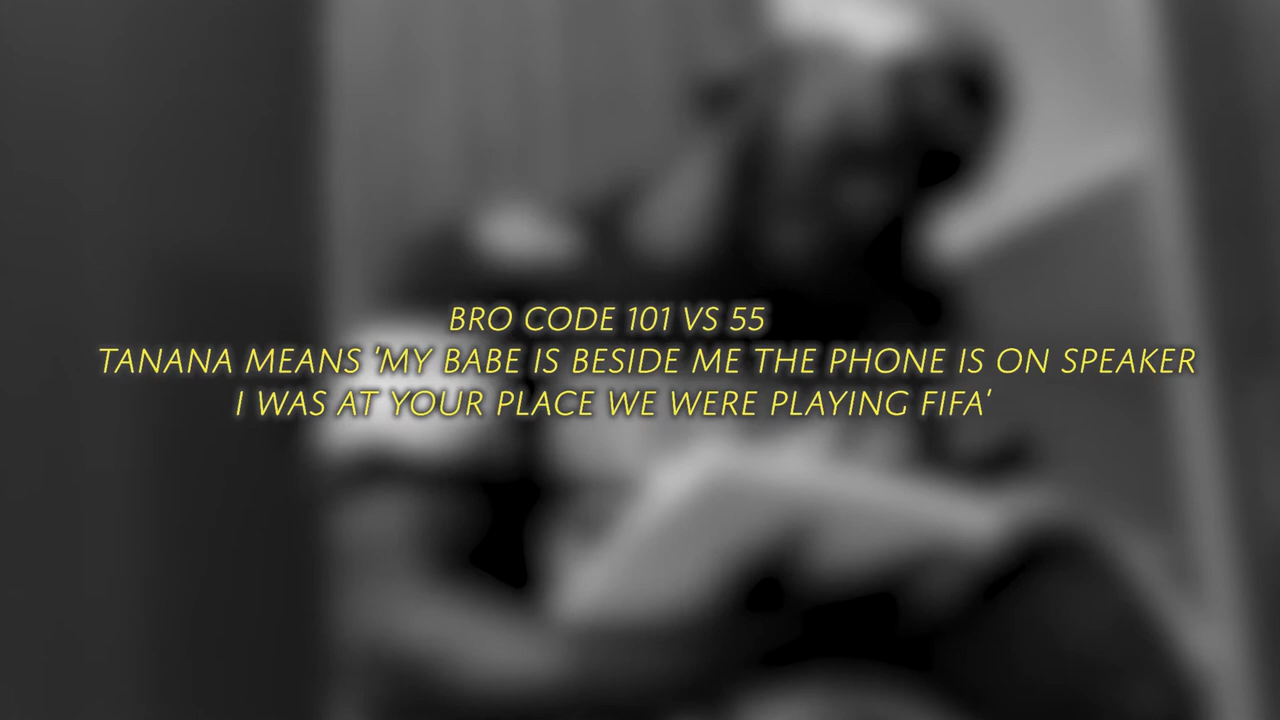 BRO CODE 101 VS 55
TANANA MEANS 'MY BABE IS BESIDE ME THE PHONE IS ON SPEAKER
I WAS AT YOUR PLACE WE WERE PLAYING FIFA'